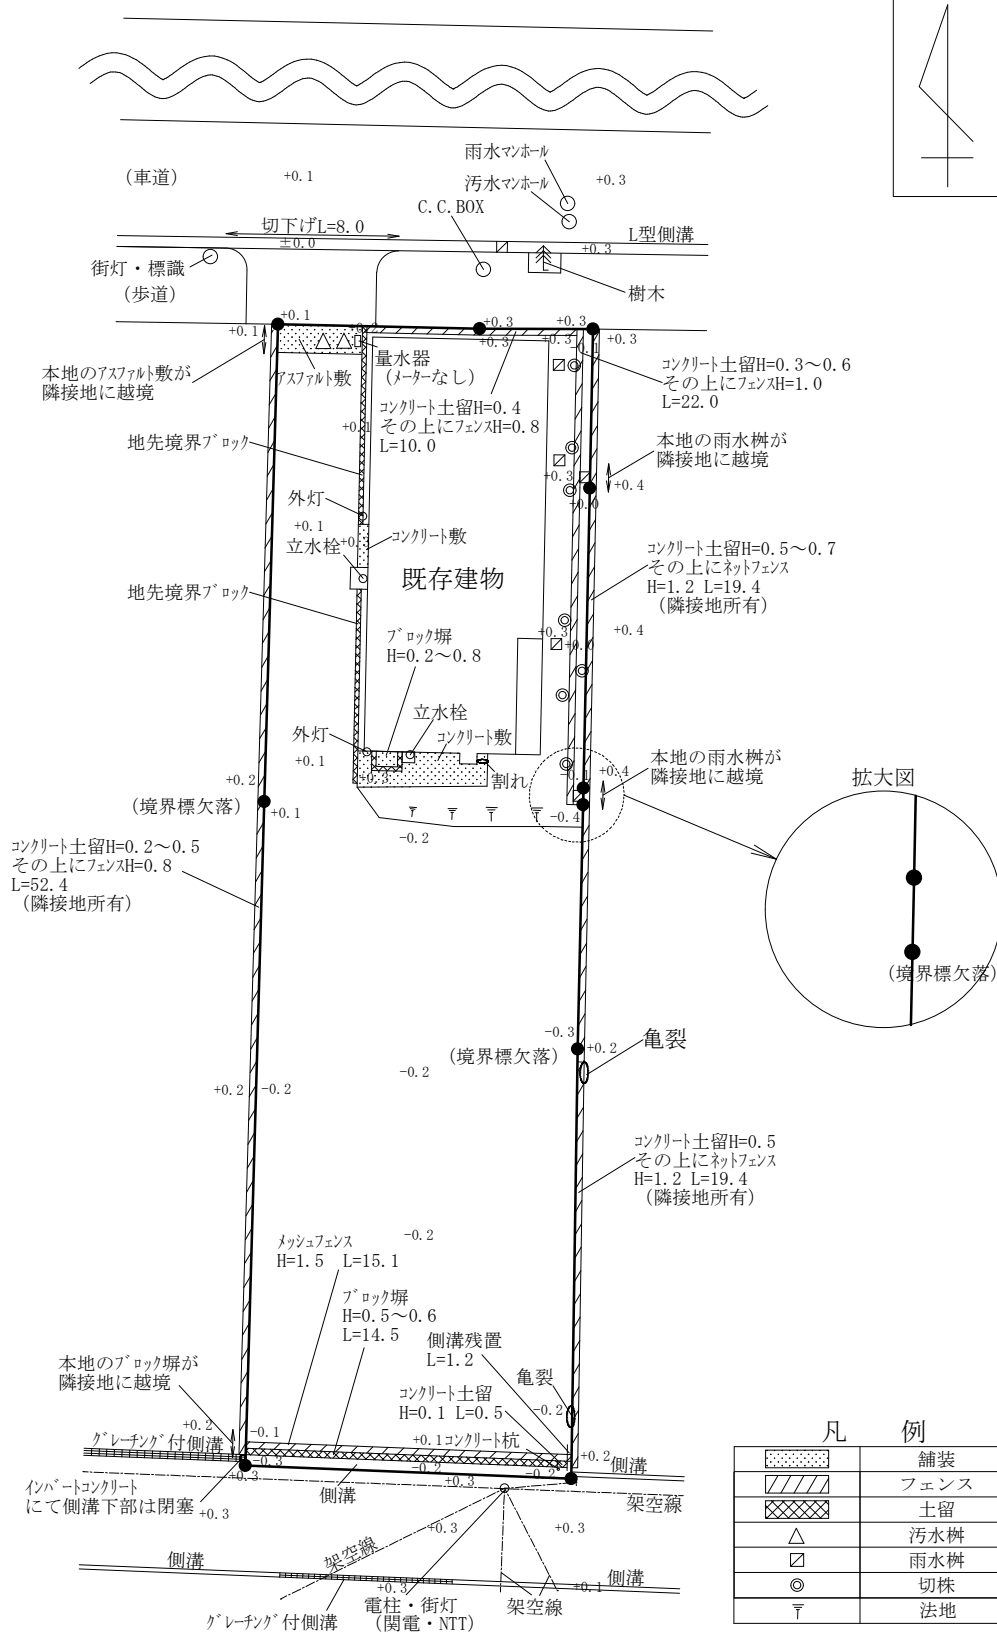 雨水マンホール
(車道)
+0.1
汚水マンホール
+0.3
C.C.BOX
切下げL=8.0
±0.0
L型側溝
+0.3
街灯・標識
(歩道)
樹木
+0.1
+0.3
+0.3
+0.1
+0.3
+0.3
+0.3
-0.1
本地のアスファルト敷が
隣接地に越境
アスファルト敷
量水器
(メーターなし)
コンクリート土留H=0.3～0.6
その上にフェンスH=1.0
L=22.0
コンクリート土留H=0.4
その上にフェンスH=0.8
L=10.0
+0.1
地先境界ブロック
本地の雨水桝が
隣接地に越境
+0.3
+0.4
+0.0
外灯
+0.1
立水栓
コンクリート敷
コンクリート土留H=0.5～0.7
その上にネットフェンス
H=1.2 L=19.4
(隣接地所有)
既存建物
地先境界ブロック
ブロック塀
H=0.2～0.8
+0.3
+0.0
+0.4
立水栓
外灯
コンクリート敷
+0.1
+0.3
割れ
本地の雨水桝が
隣接地に越境
-0.1
+0.4
拡大図
+0.2
(境界標欠落)
+0.1
-0.4
-0.2
コンクリート土留H=0.2～0.5
その上にフェンスH=0.8
L=52.4
(隣接地所有)
(境界標欠落)
-0.3
(境界標欠落)
+0.2
亀裂
-0.2
+0.2
-0.2
コンクリート土留H=0.5
その上にネットフェンス
H=1.2 L=19.4
(隣接地所有)
-0.2
メッシュフェンス
H=1.5 L=15.1
ブロック塀
H=0.5～0.6
L=14.5
側溝残置
L=1.2
本地のブロック塀が
隣接地に越境
亀裂
コンクリート土留
H=0.1 L=0.5
-0.2
+0.2
-0.1
グレーチング付側溝
+0.1
コンクリート杭
-0.3
-0.2
-0.2
+0.2
+0.3
+0.3
側溝
側溝
インバートコンクリート
にて側溝下部は閉塞
+0.3
架空線
+0.3
+0.3
架空線
側溝
側溝
+0.3
+0.1
グレーチング付側溝
電柱・街灯
(関電・NTT)
架空線
凡 例
舗装
フェンス
土留
汚水桝
雨水桝
切株
法地